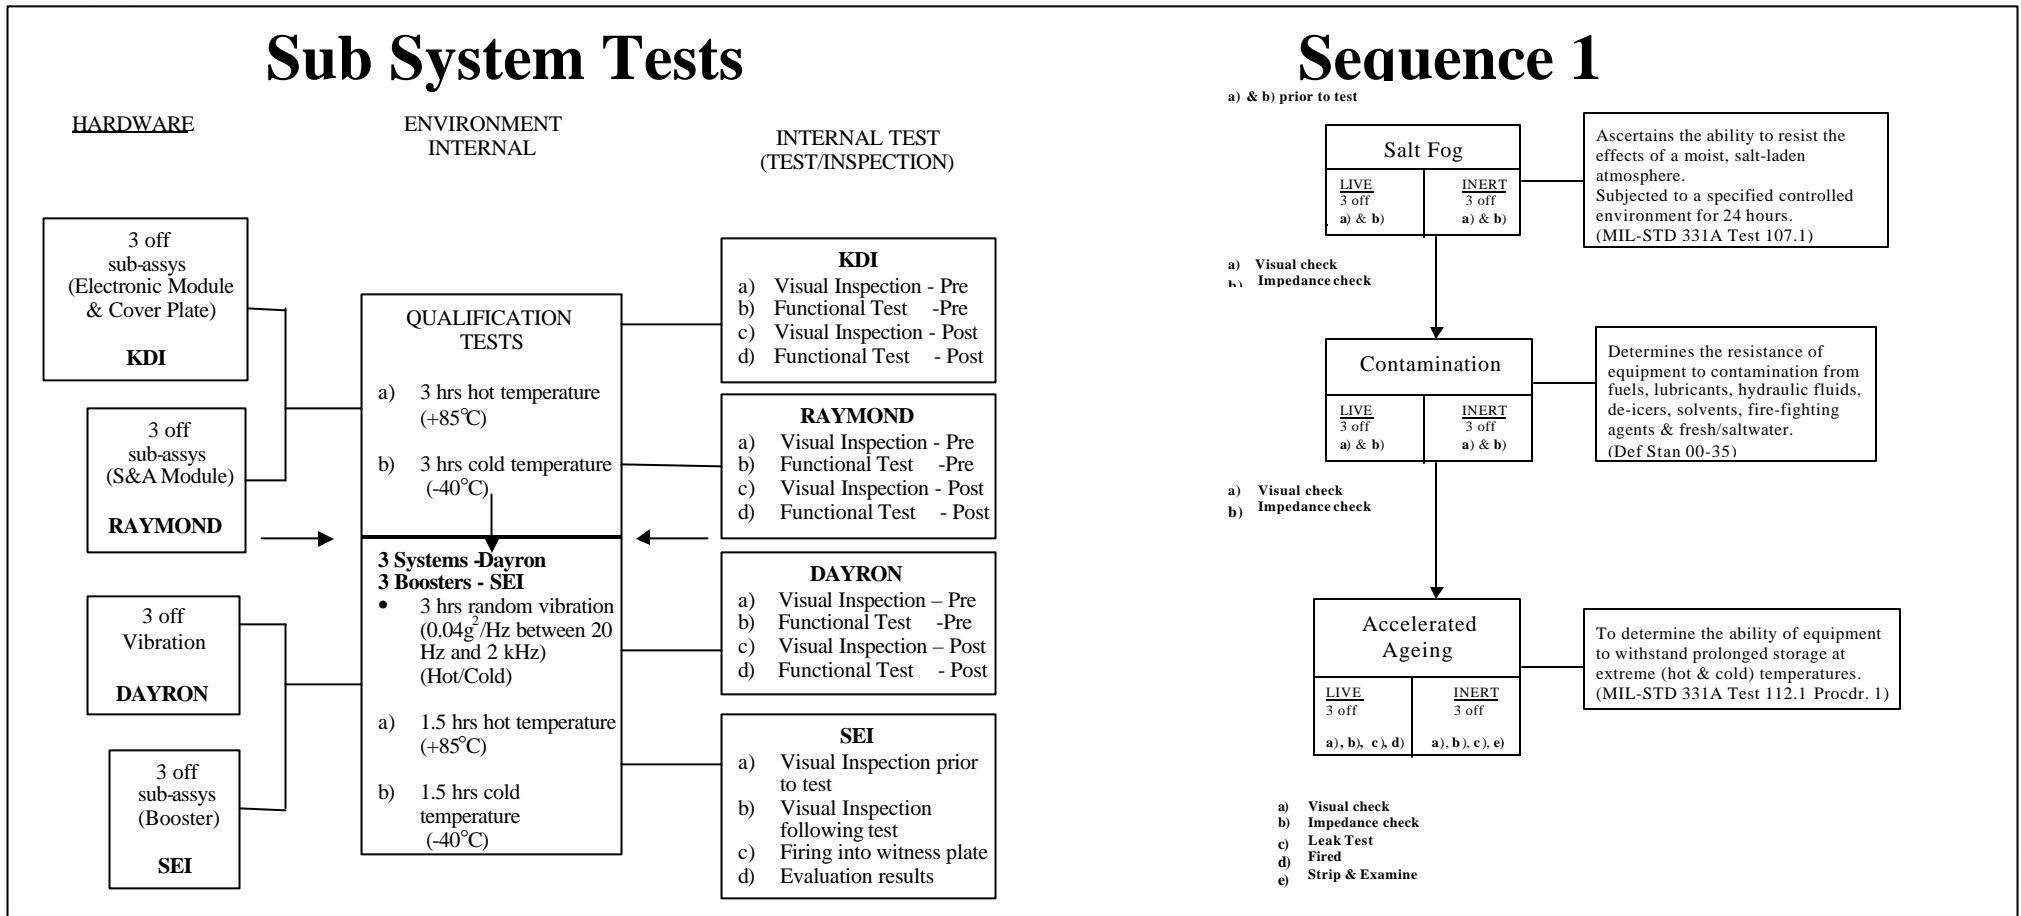 Sub System Tests
HARDWARE
ENVIRONMENT
INTERNAL
INTERNAL TEST
(TEST/INSPECTION)
3 off
sub-assys
(Electronic Module
& Cover Plate)
KDI
3 off
sub-assys
(S&A Module)
RAYMOND
3 off
Vibration
DAYRON
3 off
sub-assys
(Booster)
SEI
QUALIFICATION
TESTS
a) 3 hrs hot temperature
(+85°C)
b) 3 hrs cold temperature
(-40°C)
3 Systems -Dayron
3 Boosters - SEI
• 3 hrs random vibration
(0.04g²/Hz between 20
Hz and 2 kHz)
(Hot/Cold)
a) 1.5 hrs hot temperature
(+85°C)
b) 1.5 hrs cold
temperature
(-40°C)
KDI
a) Visual Inspection - Pre
b) Functional Test -Pre
c) Visual Inspection - Post
d) Functional Test - Post
RAYMOND
a) Visual Inspection - Pre
b) Functional Test -Pre
c) Visual Inspection - Post
d) Functional Test - Post
DAYRON
a) Visual Inspection – Pre
b) Functional Test -Pre
c) Visual Inspection – Post
d) Functional Test - Post
SEI
a) Visual Inspection prior
to test
b) Visual Inspection
following test
c) Firing into witness plate
d) Evaluation results
Sequence 1
a) & b) prior to test
Salt Fog
LIVE
3 off
a) & b)
INERT
3 off
a) & b)
Ascertains the ability to resist the
effects of a moist, salt-laden
atmosphere.
Subjected to a specified controlled
environment for 24 hours.
(MIL-STD 331A Test 107.1)
a) Visual check
b) Impedance check
Contamination
LIVE
3 off
a) & b)
INERT
3 off
a) & b)
Determines the resistance of
equipment to contamination from
fuels, lubricants, hydraulic fluids,
de-icers, solvents, fire-fighting
agents & fresh/saltwater.
(Def Stan 00-35)
a) Visual check
b) Impedance check
Accelerated
Ageing
LIVE
3 off
a), b), c), d)
INERT
3 off
a), b), c), e)
To determine the ability of equipment
to withstand prolonged storage at
extreme (hot & cold) temperatures.
(MIL-STD 331A Test 112.1 Procdr. 1)
a) Visual check
b) Impedance check
c) Leak Test
d) Fired
e) Strip & Examine